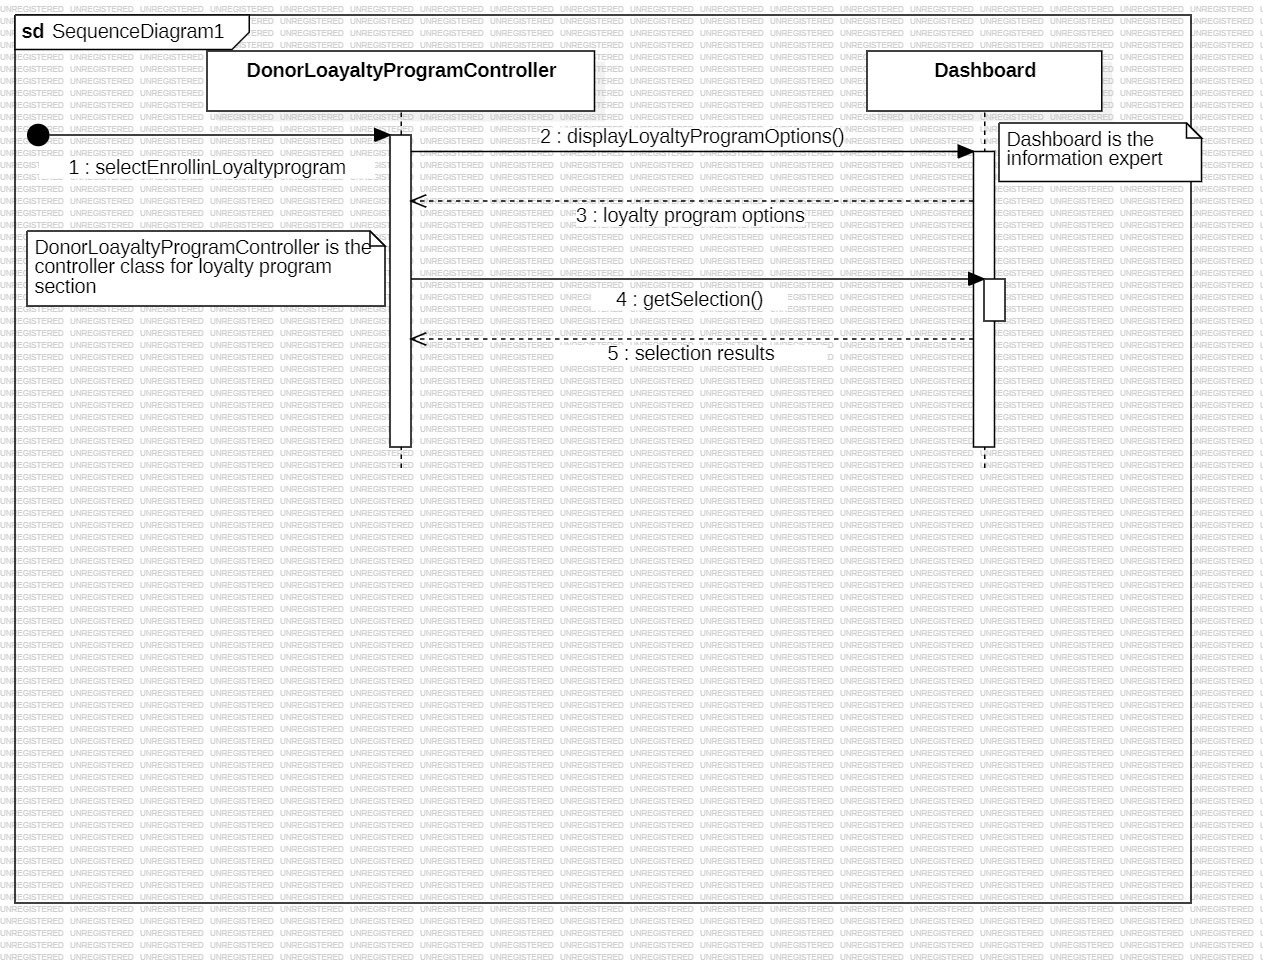 sd SequenceDiagram1
DonorLoayaltyProgramController
Dashboard
1 : selectEnrollinLoyaltyprogram
2 : displayLoyaltyProgramOptions()
Dashboard is the
information expert
3 : loyalty program options
DonorLoayaltyProgramController is the
controller class for loyalty program
section
4 : getSelection()
5 : selection results
UNREGISTERED